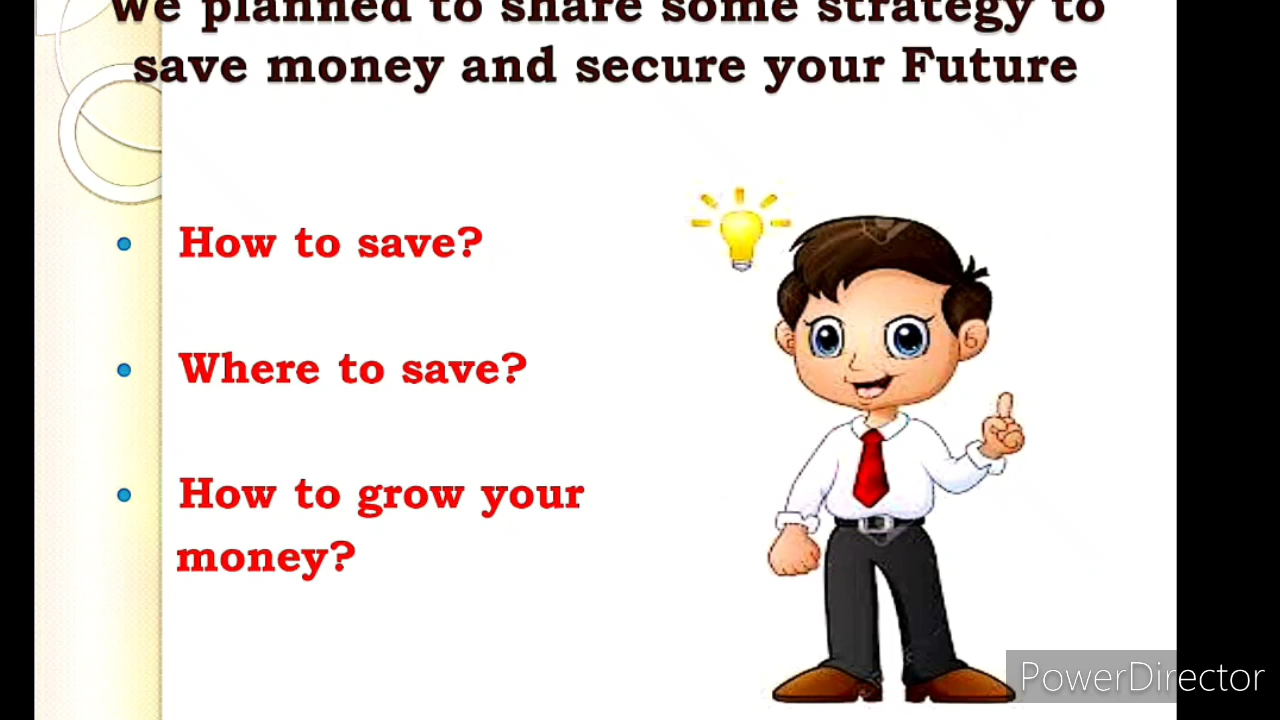 We planned to share some strategy to
save money and secure your Future
How to save?
Where to save?
How to grow your
money?
PowerDirector